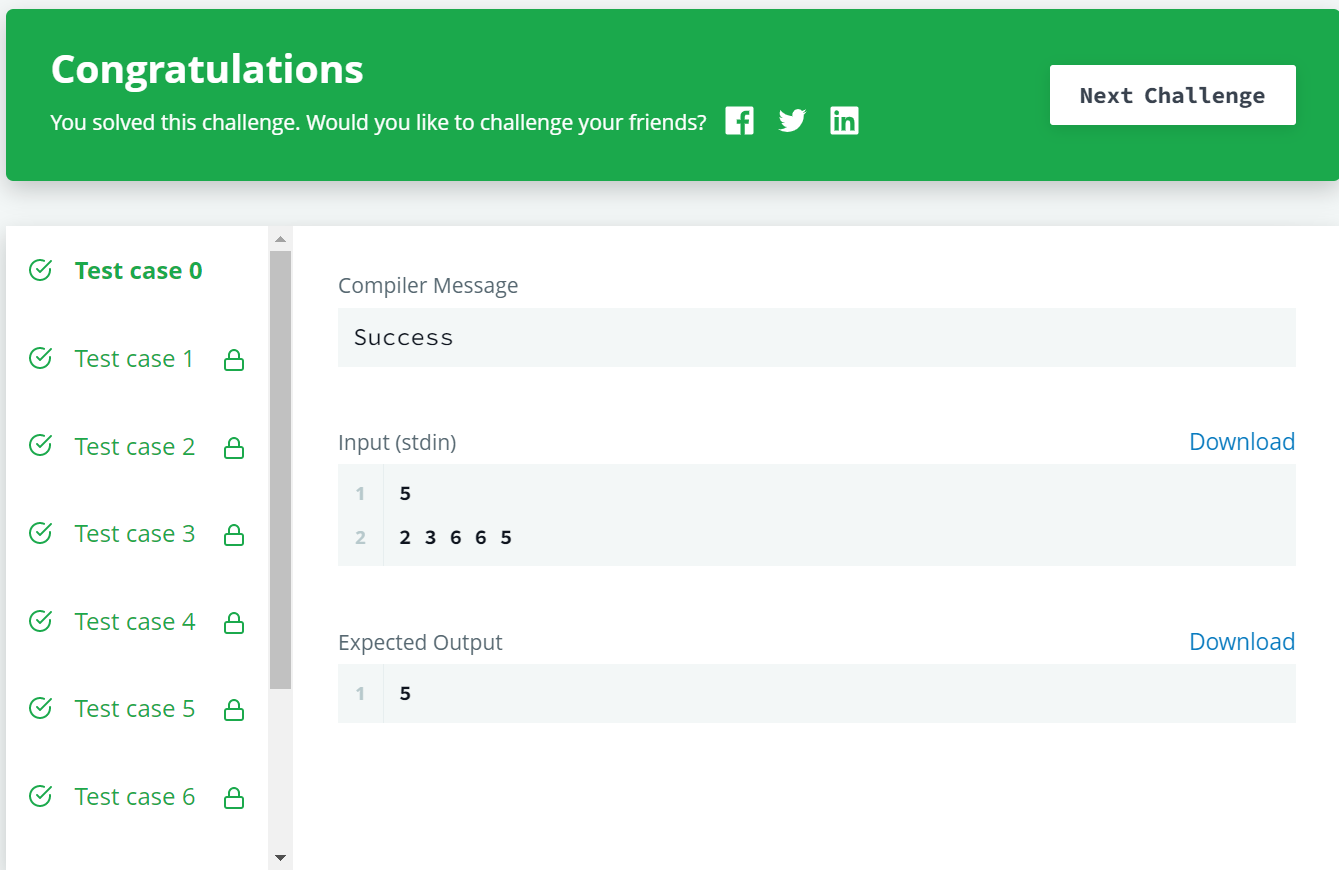 Congratulations
You solved this challenge. Would you like to challenge your friends?
Next Challenge
Test case 0
Test case 1
Test case 2
Test case 3
Test case 4
Test case 5
Test case 6
Compiler Message
Success
Input (stdin)
Download
1 5
2 2 3 6 6 5
Expected Output
Download
1 5